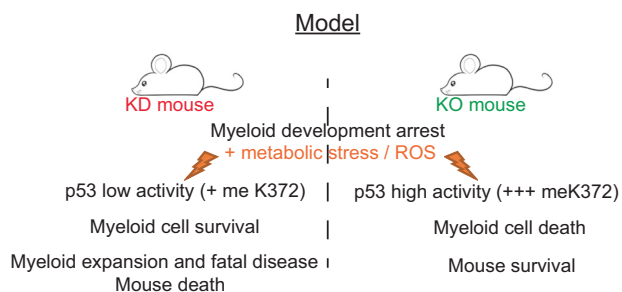 Model
KD mouse
KO mouse
Myeloid development arrest
+ metabolic stress / ROS
p53 low activity (+ me K372)
p53 high activity (+++ meK372)
Myeloid cell survival
Myeloid cell death
Myeloid expansion and fatal disease
Mouse death
Mouse survival